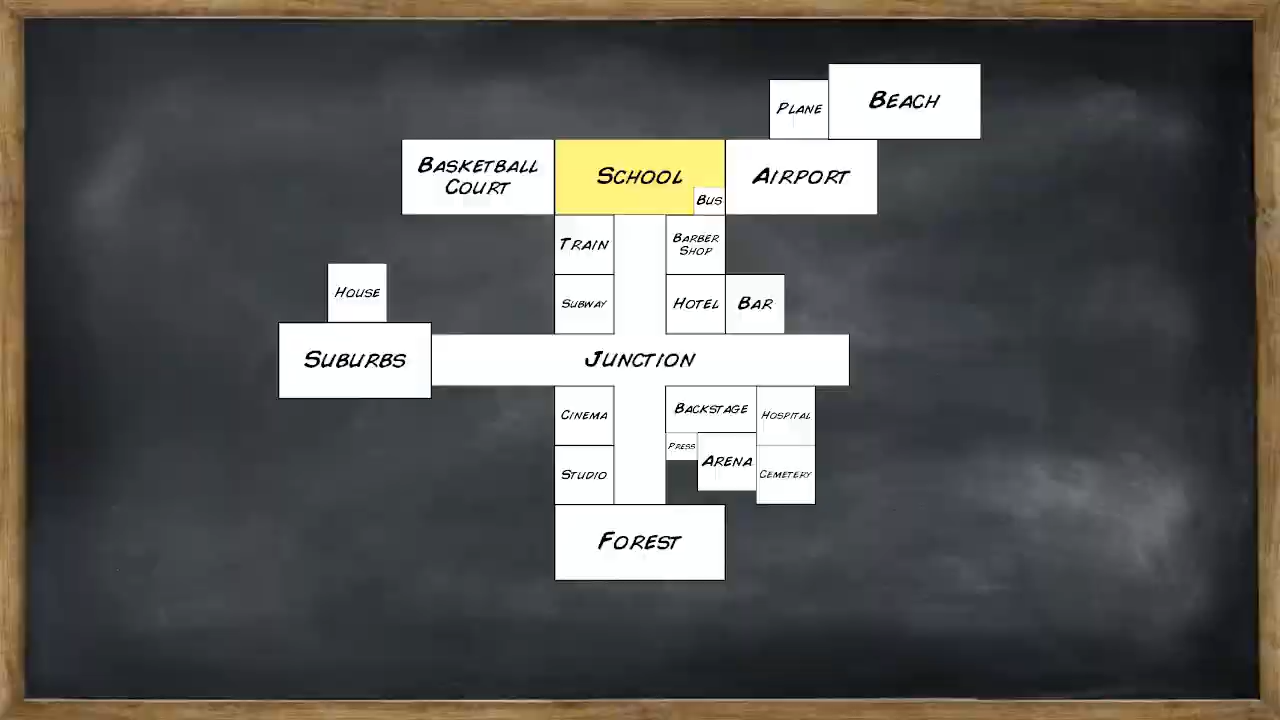 Beach
Plane
Basketball
Court
School
Airport
Bus
Train
Barber
Shop
House
Subway
Hotel
Bar
Suburbs
Junction
Cinema
Backstage
Hospital
Press
Arena
Studio
Cemetery
Forest